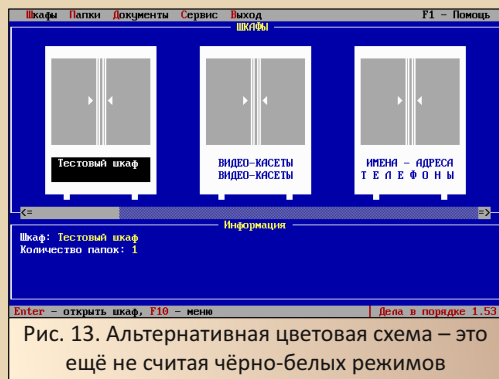 Шкафы Папки Документы Сервис Выход F1 - Помощь
ШКАФЫ
Тестовый шкаф
ВИДЕО-КАСЕТЫ
ВИДЕО-КАСЕТЫ
ИМЕНА - АДРЕСА
Т Е Л Е Ф О Н Ы
<= =>
Информация
Шкаф: Тестовый шкаф
Количество папок: 1
Enter - открыть шкаф, F10 - меню Дела в порядке 1.53
Рис. 13. Альтернативная цветовая схема – это
ещё не считая чёрно-белых режимов